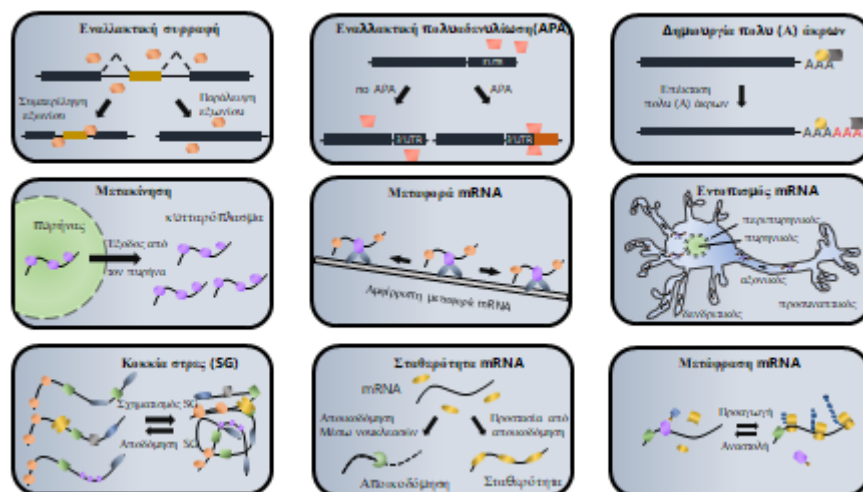 Εναλλακτική συρραφή
Συμπερίληψη
εξωνίου
Παράλειψη
εξωνίου
Εναλλακτική πολυαδενυλίωση(APA)
3'UTR
no APA
APA
3'UTR
3'UTR
Δημιουργία πολυ (Α) άκρων
AAA
Επέκταση
πολυ (Α) άκρων
AAAAAA
Μετακίνηση
πυρήνας
κυτταρόπλασμα
Έξοδος από
τον πυρήνα
Μεταφορά mRNA
Αμφίρροπη μεταφορά mRNA
Εντοπισμός mRNA
περιπυρηνικός
πυρηνικός
αξονικός
προσυναπτικός
δενδριτικός
Κοκκία στρες (SG)
Σχηματισμός SG
Αποδόμηση SG
Σταθερότητα mRNA
mRNA
Αποικοδόμηση
Μέσω νουκλεασών
Προστασία από
αποικοδόμηση
Αποικοδόμηση
Σταθερότητα
Μετάφραση mRNA
Προαγωγή
Αναστολή